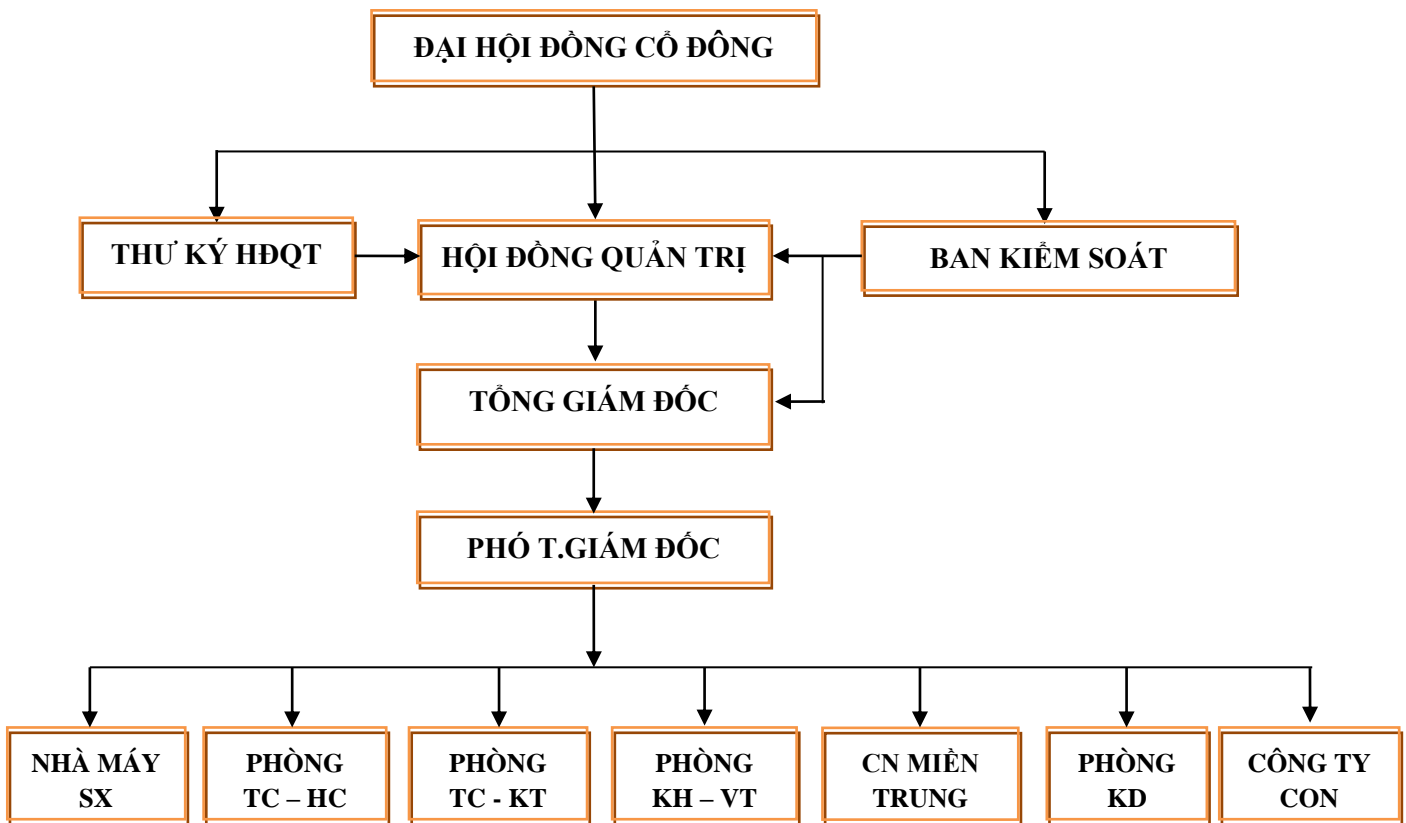 ĐẠI HỘI ĐỒNG CỔ ĐÔNG
THƯ KÝ HĐQT
HỘI ĐỒNG QUẢN TRỊ
BAN KIỂM SOÁT
TỔNG GIÁM ĐỐC
PHÓ T.GIÁM ĐỐC
NHÀ MÁY
SX
PHÒNG
TC – HC
PHÒNG
TC - KT
PHÒNG
KH – VT
CN MIỀN
TRUNG
PHÒNG
KD
CÔNG TY
CON